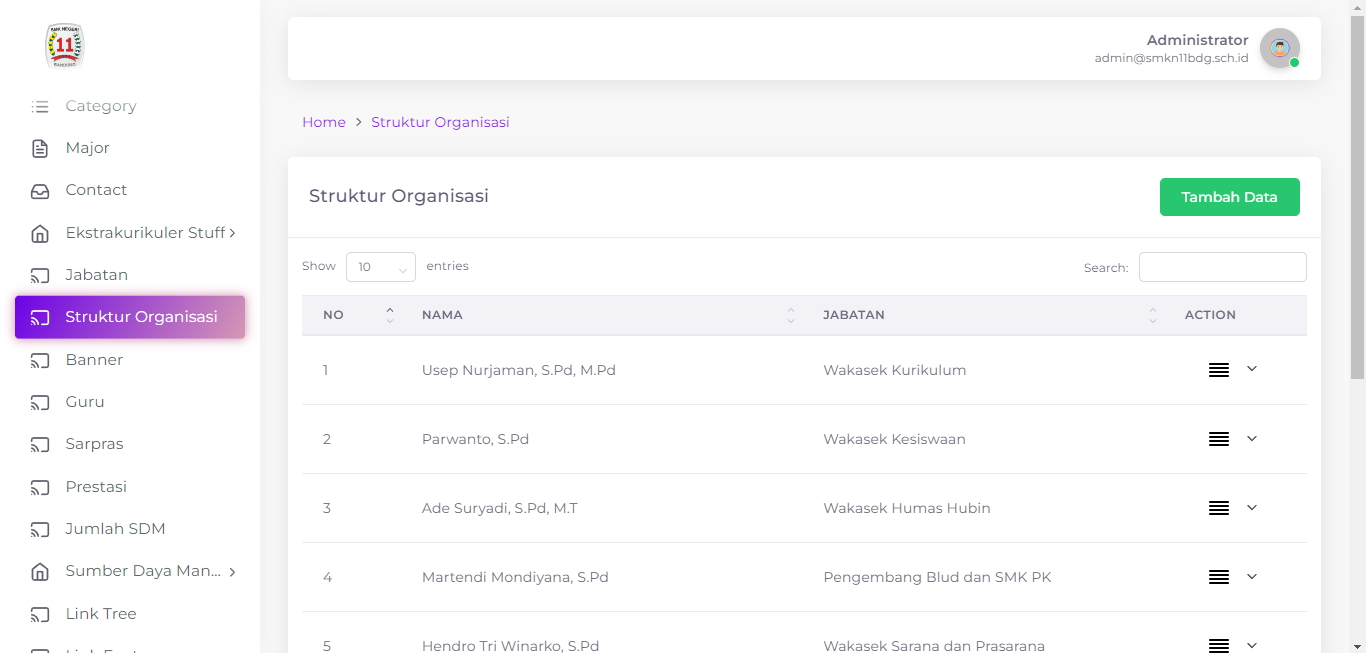 SMK NEGERI
11
BANDUNG
Category
Major
Contact
Ekstrakurikuler Stuff
Jabatan
Struktur Organisasi
Banner
Guru
Sarpras
Prestasi
Jumlah SDM
Sumber Daya Man...
Link Tree
Administrator
admin@smkn11bdg.sch.id
Home > Struktur Organisasi
Struktur Organisasi
Tambah Data
Show 10 entries
Search:
NO NAMA JABATAN ACTION
1 Usep Nurjaman, S.Pd, M.Pd Wakasek Kurikulum
2 Parwanto, S.Pd Wakasek Kesiswaan
3 Ade Suryadi, S.Pd, M.T Wakasek Humas Hubin
4 Martendi Mondiyana, S.Pd Pengembang Blud dan SMK PK
5 Hendro Tri Winarko, S.Pd Wakasek Sarana dan Prasarana